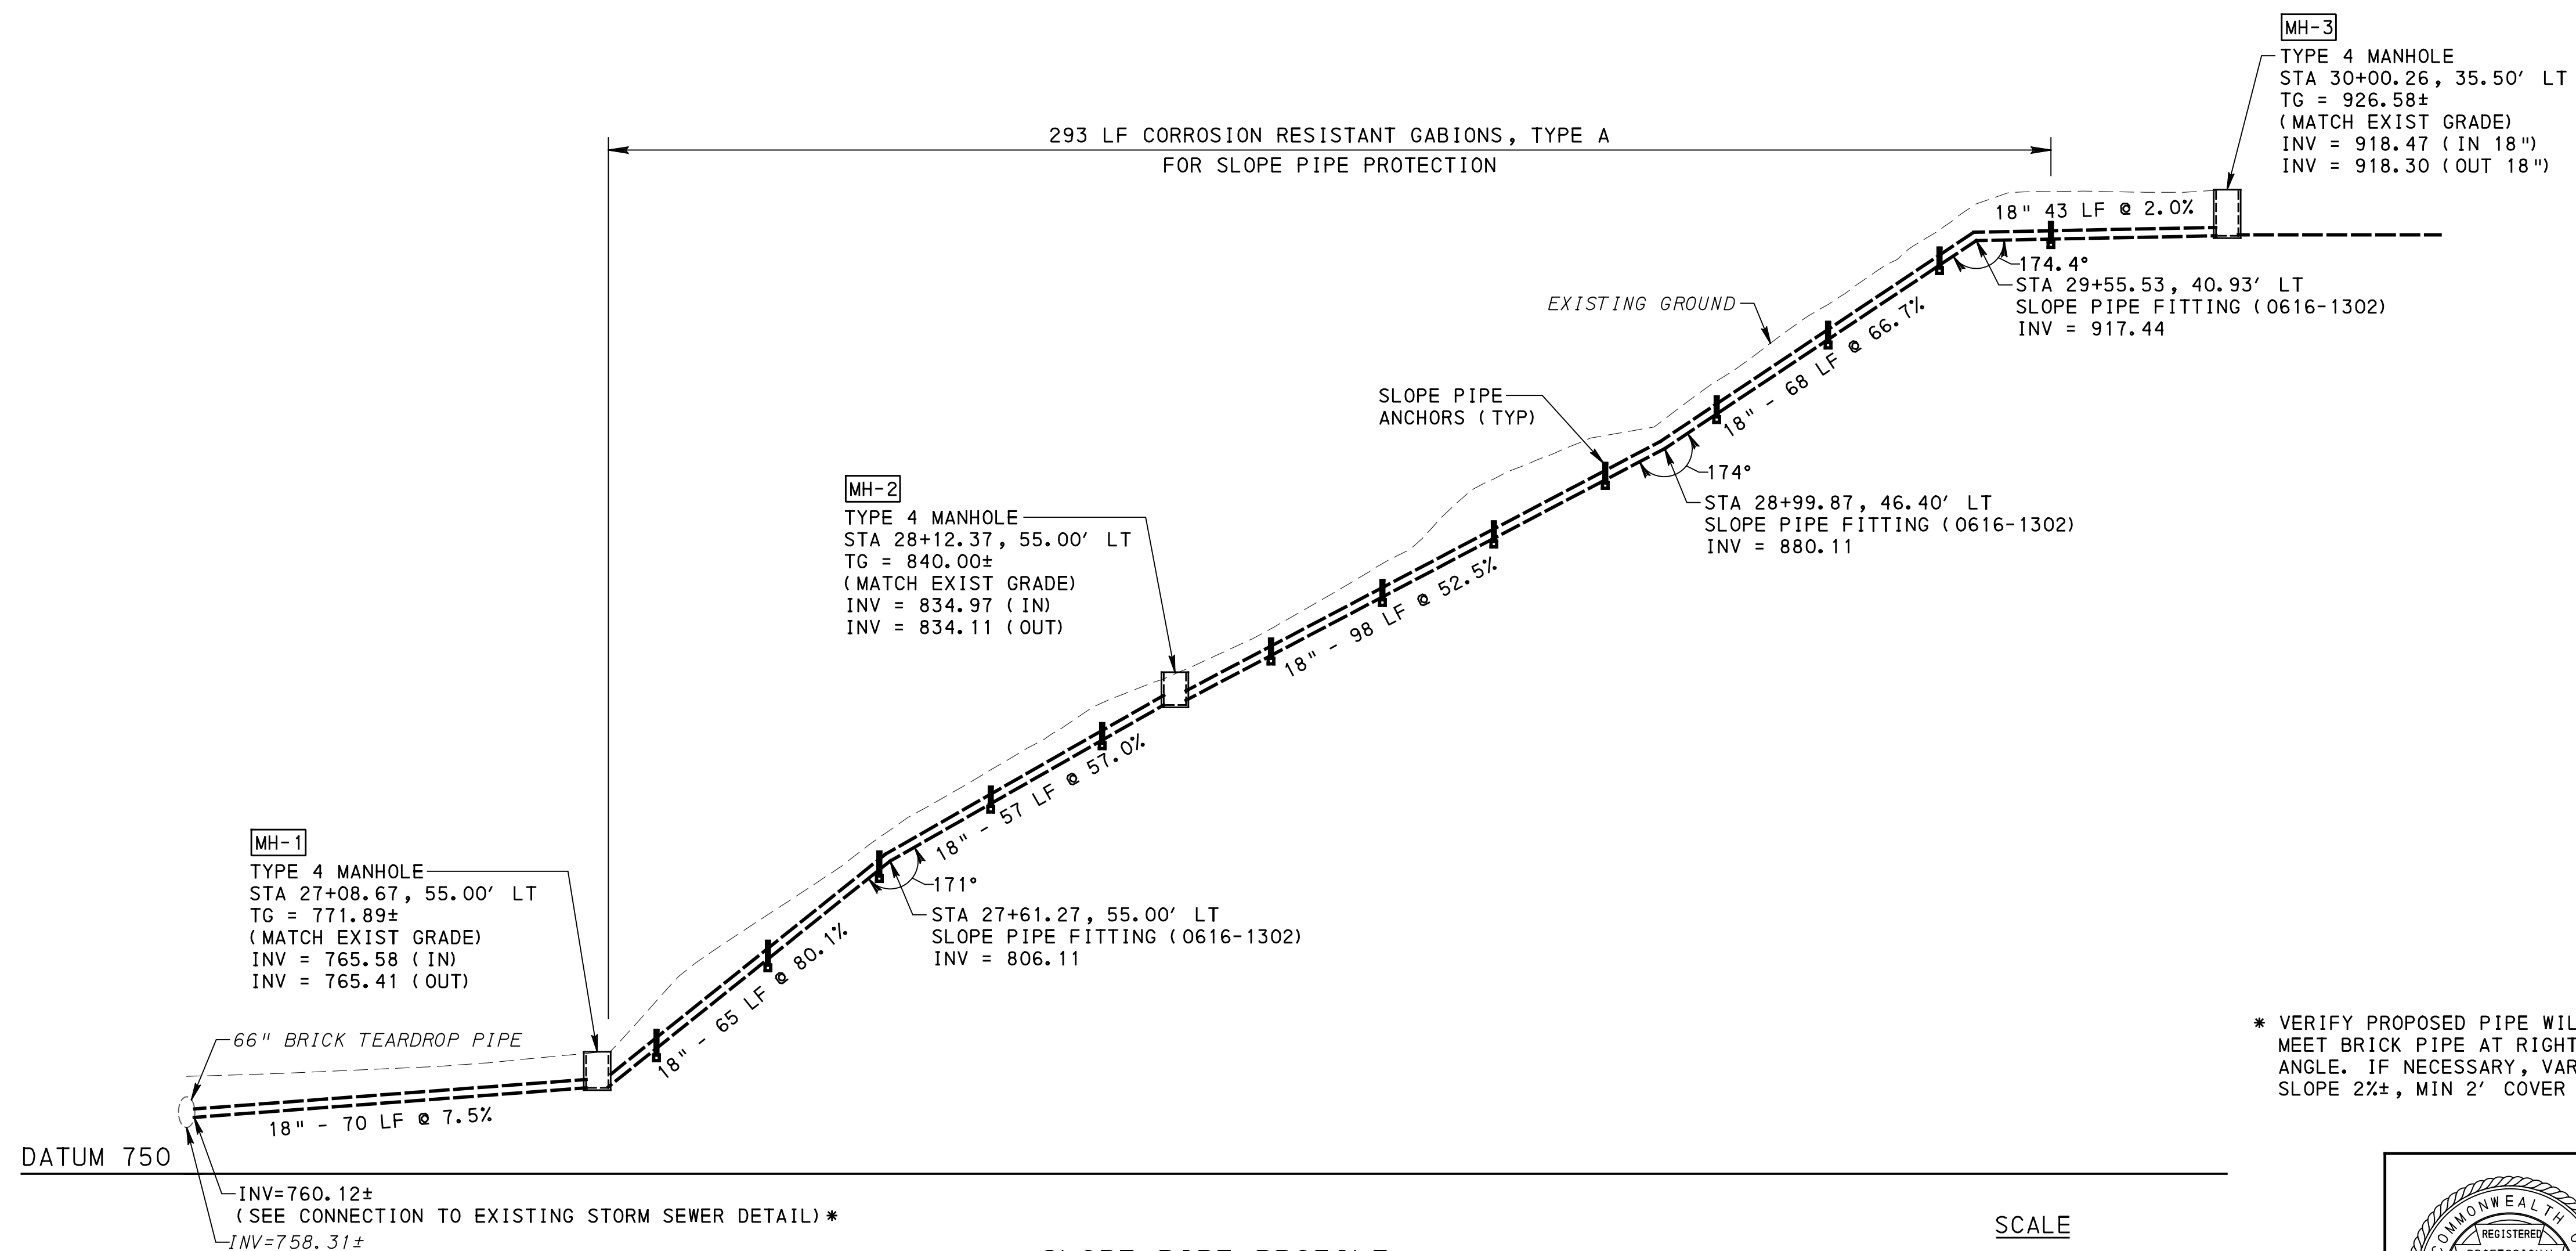 MH-3
TYPE 4 MANHOLE
STA 30+00.26, 35.50' LT
TG = 926.58±
(MATCH EXIST GRADE)
INV = 918.47 (IN 18")
INV = 918.30 (OUT 18")
293 LF CORROSION RESISTANT GABIONS, TYPE A
FOR SLOPE PIPE PROTECTION
18" 43 LF @ 2.0%
174.4°
STA 29+55.53, 40.93' LT
SLOPE PIPE FITTING (0616-1302)
INV = 917.44
EXISTING GROUND
18" - 68 LF @ 66.7%
SLOPE PIPE
ANCHORS (TYP)
174°
STA 28+99.87, 46.40' LT
SLOPE PIPE FITTING (0616-1302)
INV = 880.11
MH-2
TYPE 4 MANHOLE
STA 28+12.37, 55.00' LT
TG = 840.00±
(MATCH EXIST GRADE)
INV = 834.97 (IN)
INV = 834.11 (OUT)
18" - 98 LF @ 52.5%
18" - 57 LF @ 57.0%
171°
STA 27+61.27, 55.00' LT
SLOPE PIPE FITTING (0616-1302)
INV = 806.11
MH-1
TYPE 4 MANHOLE
STA 27+08.67, 55.00' LT
TG = 771.89±
(MATCH EXIST GRADE)
INV = 765.58 (IN)
INV = 765.41 (OUT)
18" - 65 LF @ 80.1%
66" BRICK TEARDROP PIPE
18" - 70 LF @ 7.5%
* VERIFY PROPOSED PIPE
MEET BRICK PIPE AT RIGHT
ANGLE. IF NECESSARY,
SLOPE 2%±, MIN 2' COVER
DATUM 750
INV=760.12±
(SEE CONNECTION TO EXISTING STORM SEWER DETAIL)*
INV=758.31±
SCALE
COMMONWEALTH
REGISTERED